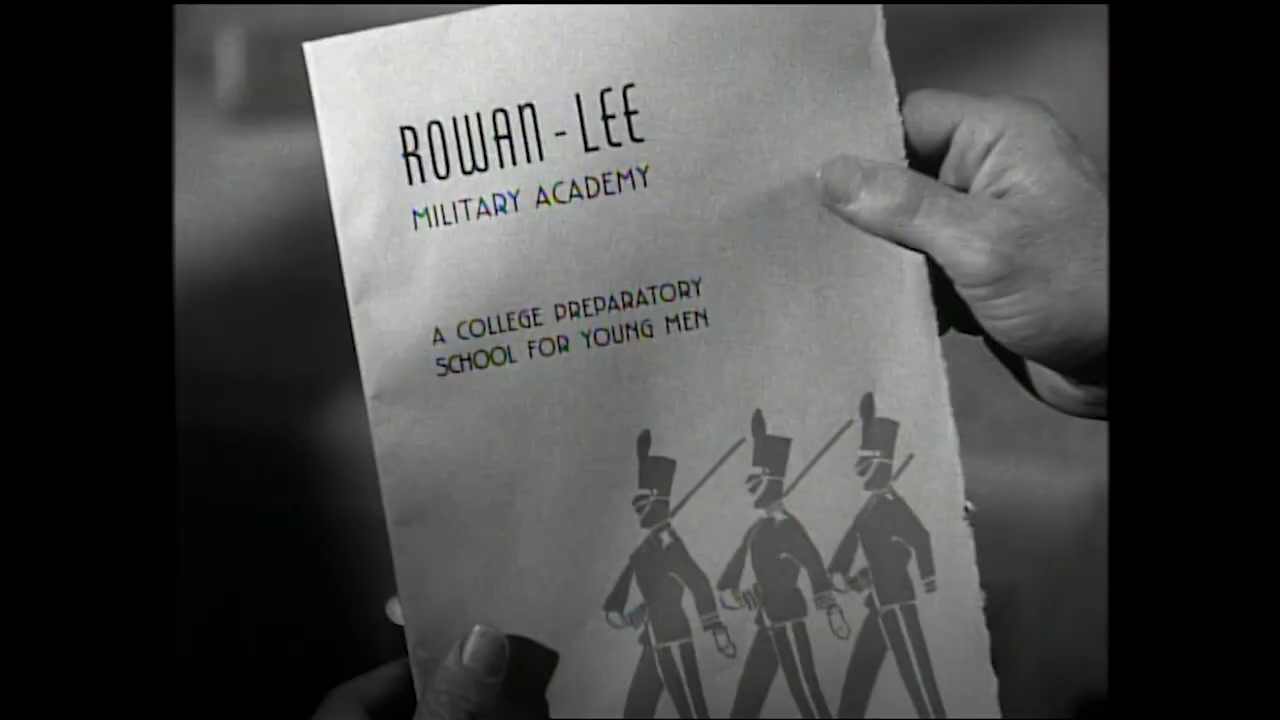 ROWAN-LEE
MILITARY ACADEMY
A COLLEGE PREPARATORY
SCHOOL FOR YOUNG MEN